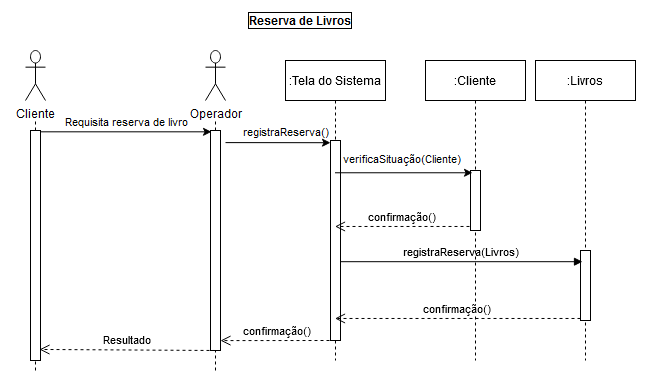 Reserva de Livros
:Tela do Sistema
:Cliente
:Livros
Cliente
Operador
Requisita reserva de livro
registraReserva()
verificaSituação(Cliente)
confirmação()
registraReserva(Livros)
confirmação()
confirmação()
Resultado